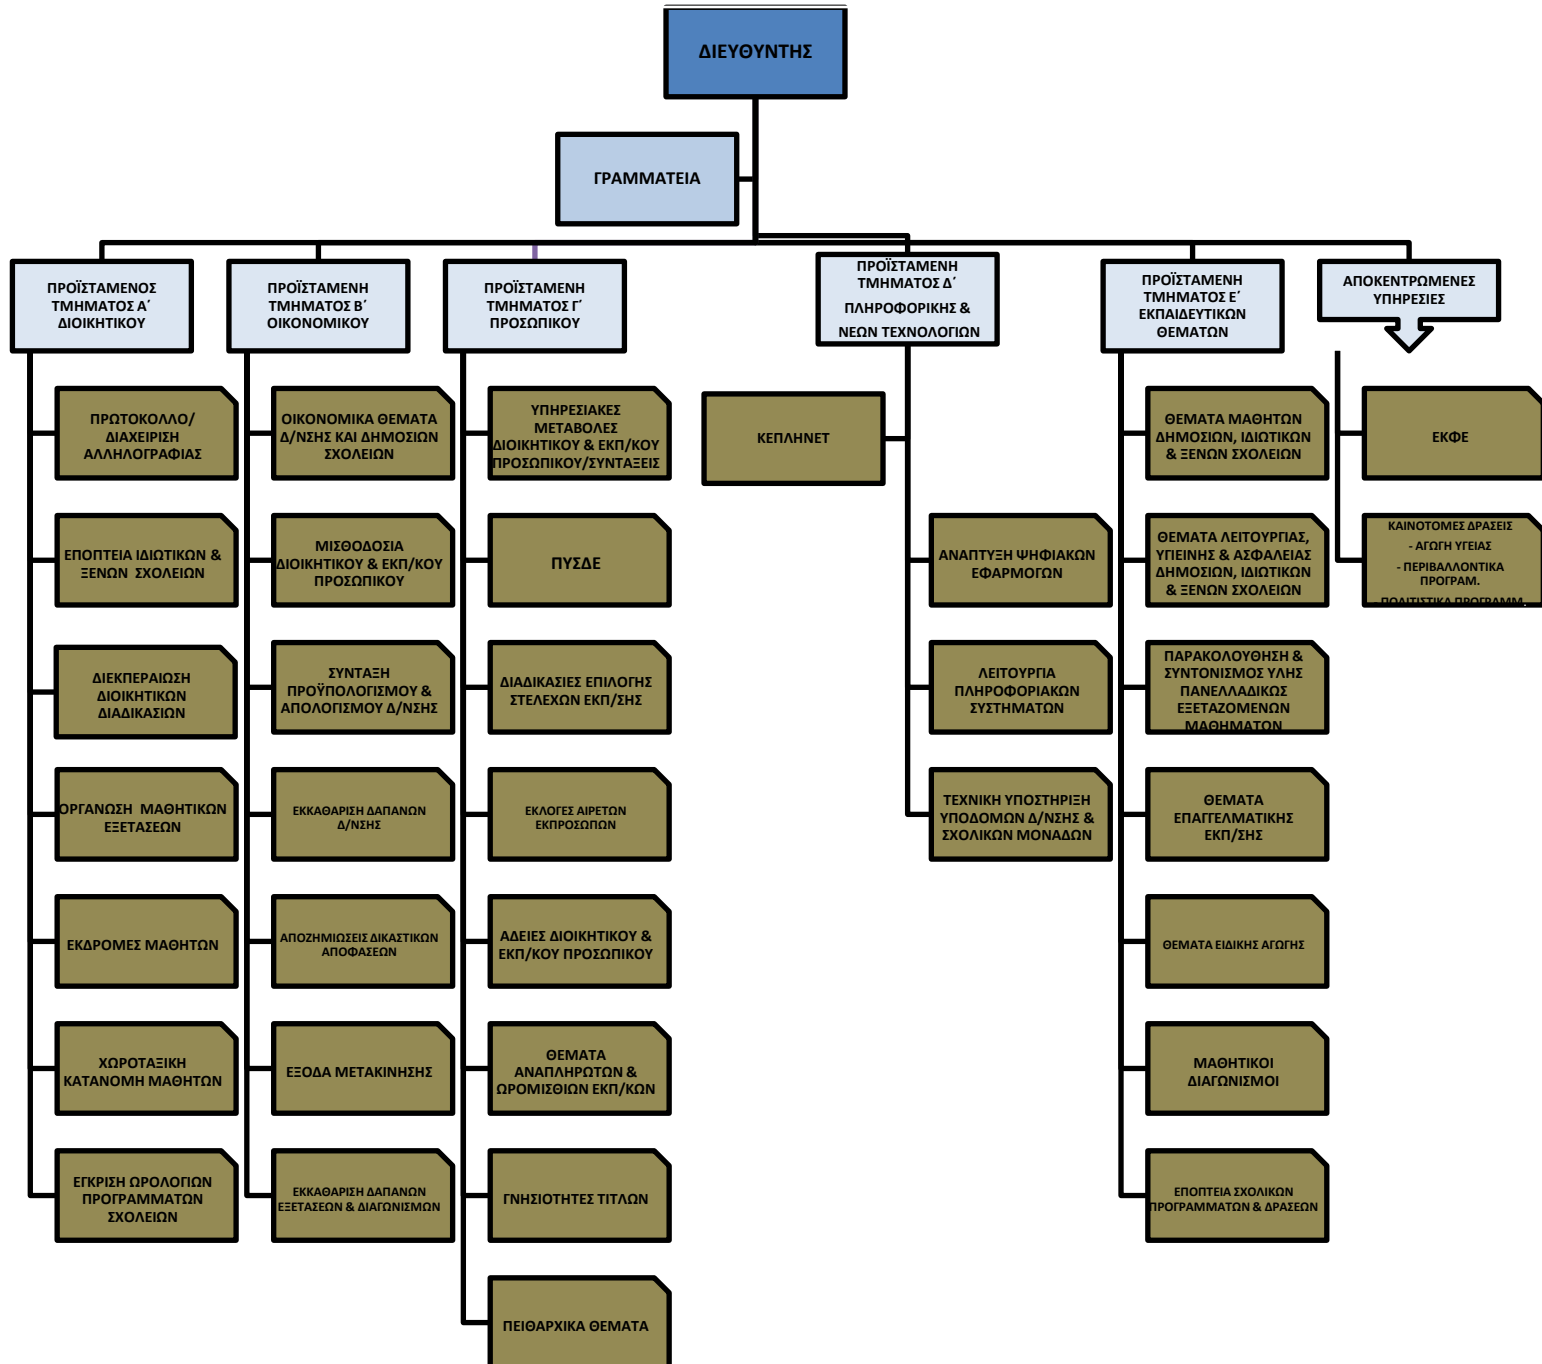 ΔΙΕΥΘΥΝΤΗΣ
ΓΡΑΜΜΑΤΕΙΑ
ΠΡΟΪΣΤΑΜΕΝΟΣ
ΤΜΗΜΑΤΟΣ Α΄
ΔΙΟΙΚΗΤΙΚΟΥ
ΠΡΩΤΟΚΟΛΛΟ/
ΔΙΑΧΕΙΡΙΣΗ
ΑΛΛΗΛΟΓΡΑΦΙΑΣ
ΕΠΟΠΤΕΙΑ ΙΔΙΩΤΙΚΩΝ &
ΞΕΝΩΝ ΣΧΟΛΕΙΩΝ
ΔΙΕΚΠΕΡΑΙΩΣΗ
ΔΙΟΙΚΗΤΙΚΩΝ
ΔΙΑΔΙΚΑΣΙΩΝ
ΟΡΓΑΝΩΣΗ ΜΑΘΗΤΙΚΩΝ
ΕΞΕΤΑΣΕΩΝ
ΕΚΔΡΟΜΕΣ ΜΑΘΗΤΩΝ
ΧΩΡΟΤΑΞΙΚΗ
ΚΑΤΑΝΟΜΗ ΜΑΘΗΤΩΝ
ΕΓΚΡΙΣΗ ΩΡΟΛΟΓΙΩΝ
ΠΡΟΓΡΑΜΜΑΤΩΝ
ΣΧΟΛΕΙΩΝ
ΠΡΟΪΣΤΑΜΕΝΗ
ΤΜΗΜΑΤΟΣ Β΄
ΟΙΚΟΝΟΜΙΚΟΥ
ΟΙΚΟΝΟΜΙΚΑ ΘΕΜΑΤΑ
Δ/ΝΣΗΣ ΚΑΙ ΔΗΜΟΣΙΩΝ
ΣΧΟΛΕΙΩΝ
ΜΙΣΘΟΔΟΣΙΑ
ΔΙΟΙΚΗΤΙΚΟΥ & ΕΚΠ/ΚΟΥ
ΠΡΟΣΩΠΙΚΟΥ
ΣΥΝΤΑΞΗ
ΠΡΟΫΠΟΛΟΓΙΣΜΟΥ &
ΑΠΟΛΟΓΙΣΜΟΥ Δ/ΝΣΗΣ
ΕΚΚΑΘΑΡΙΣΗ ΔΑΠΑΝΩΝ
Δ/ΝΣΗΣ
ΑΠΟΖΗΜΙΩΣΕΙΣ ΔΙΚΑΣΤΙΚΩΝ
ΑΠΟΦΑΣΕΩΝ
ΕΞΟΔΑ ΜΕΤΑΚΙΝΗΣΗΣ
ΕΚΚΑΘΑΡΙΣΗ ΔΑΠΑΝΩΝ
ΕΞΕΤΑΣΕΩΝ & ΔΙΑΓΩΝΙΣΜΩΝ
ΠΡΟΪΣΤΑΜΕΝΗ
ΤΜΗΜΑΤΟΣ Γ΄
ΠΡΟΣΩΠΙΚΟΥ
ΥΠΗΡΕΣΙΑΚΕΣ
ΜΕΤΑΒΟΛΕΣ
ΔΙΟΙΚΗΤΙΚΟΥ & ΕΚΠ/ΚΟΥ
ΠΡΟΣΩΠΙΚΟΥ/ΣΥΝΤΑΞΕΙΣ
ΠΥΣΔΕ
ΔΙΑΔΙΚΑΣΙΕΣ ΕΠΙΛΟΓΗΣ
ΣΤΕΛΕΧΩΝ ΕΚΠ/ΣΗΣ
ΕΚΛΟΓΕΣ ΑΙΡΕΤΩΝ
ΕΚΠΡΟΣΩΠΩΝ
ΑΔΕΙΕΣ ΔΙΟΙΚΗΤΙΚΟΥ &
ΕΚΠ/ΚΟΥ ΠΡΟΣΩΠΙΚΟΥ
ΘΕΜΑΤΑ
ΑΝΑΠΛΗΡΩΤΩΝ &
ΩΡΟΜΙΣΘΙΩΝ ΕΚΠ/ΚΩΝ
ΓΝΗΣΙΟΤΗΤΕΣ ΤΙΤΛΩΝ
ΠΕΙΘΑΡΧΙΚΑ ΘΕΜΑΤΑ
ΠΡΟΪΣΤΑΜΕΝΗ
ΤΜΗΜΑΤΟΣ Δ΄
ΠΛΗΡΟΦΟΡΙΚΗΣ &
ΝΕΩΝ ΤΕΧΝΟΛΟΓΙΩΝ
ΚΕΠΛΗΝΕΤ
ΑΝΑΠΤΥΞΗ ΨΗΦΙΑΚΩΝ
ΕΦΑΡΜΟΓΩΝ
ΛΕΙΤΟΥΡΓΙΑ
ΠΛΗΡΟΦΟΡΙΑΚΩΝ
ΣΥΣΤΗΜΑΤΩΝ
ΤΕΧΝΙΚΗ ΥΠΟΣΤΗΡΙΞΗ
ΥΠΟΔΟΜΩΝ Δ/ΝΣΗΣ &
ΣΧΟΛΙΚΩΝ ΜΟΝΑΔΩΝ
ΠΡΟΪΣΤΑΜΕΝΗ
ΤΜΗΜΑΤΟΣ Ε΄
ΕΚΠΑΙΔΕΥΤΙΚΩΝ
ΘΕΜΑΤΩΝ
ΘΕΜΑΤΑ ΜΑΘΗΤΩΝ
ΔΗΜΟΣΙΩΝ, ΙΔΙΩΤΙΚΩΝ
& ΞΕΝΩΝ ΣΧΟΛΕΙΩΝ
ΘΕΜΑΤΑ ΛΕΙΤΟΥΡΓΙΑΣ,
ΥΓΙΕΙΝΗΣ & ΑΣΦΑΛΕΙΑΣ
ΔΗΜΟΣΙΩΝ, ΙΔΙΩΤΙΚΩΝ
& ΞΕΝΩΝ ΣΧΟΛΕΙΩΝ
ΠΑΡΑΚΟΛΟΥΘΗΣΗ &
ΣΥΝΤΟΝΙΣΜΟΣ ΥΛΗΣ
ΠΑΝΕΛΛΑΔΙΚΩΣ
ΕΞΕΤΑΖΟΜΕΝΩΝ
ΜΑΘΗΜΑΤΩΝ
ΘΕΜΑΤΑ
ΕΠΑΓΓΕΛΜΑΤΙΚΗΣ
ΕΚΠ/ΣΗΣ
ΘΕΜΑΤΑ ΕΙΔΙΚΗΣ ΑΓΩΓΗΣ
ΜΑΘΗΤΙΚΟΙ
ΔΙΑΓΩΝΙΣΜΟΙ
ΕΠΟΠΤΕΙΑ ΣΧΟΛΙΚΩΝ
ΠΡΟΓΡΑΜΜΑΤΩΝ & ΔΡΑΣΕΩΝ
ΑΠΟΚΕΝΤΡΩΜΕΝΕΣ
ΥΠΗΡΕΣΙΕΣ
ΕΚΦΕ
ΚΑΙΝΟΤΟΜΕΣ ΔΡΑΣΕΙΣ
- ΑΓΩΓΗ ΥΓΕΙΑΣ
- ΠΕΡΙΒΑΛΛΟΝΤΙΚΑ
ΠΡΟΓΡΑΜ.
- ΠΟΛΙΤΙΣΤΙΚΑ ΠΡΟΓΡΑΜΜ.